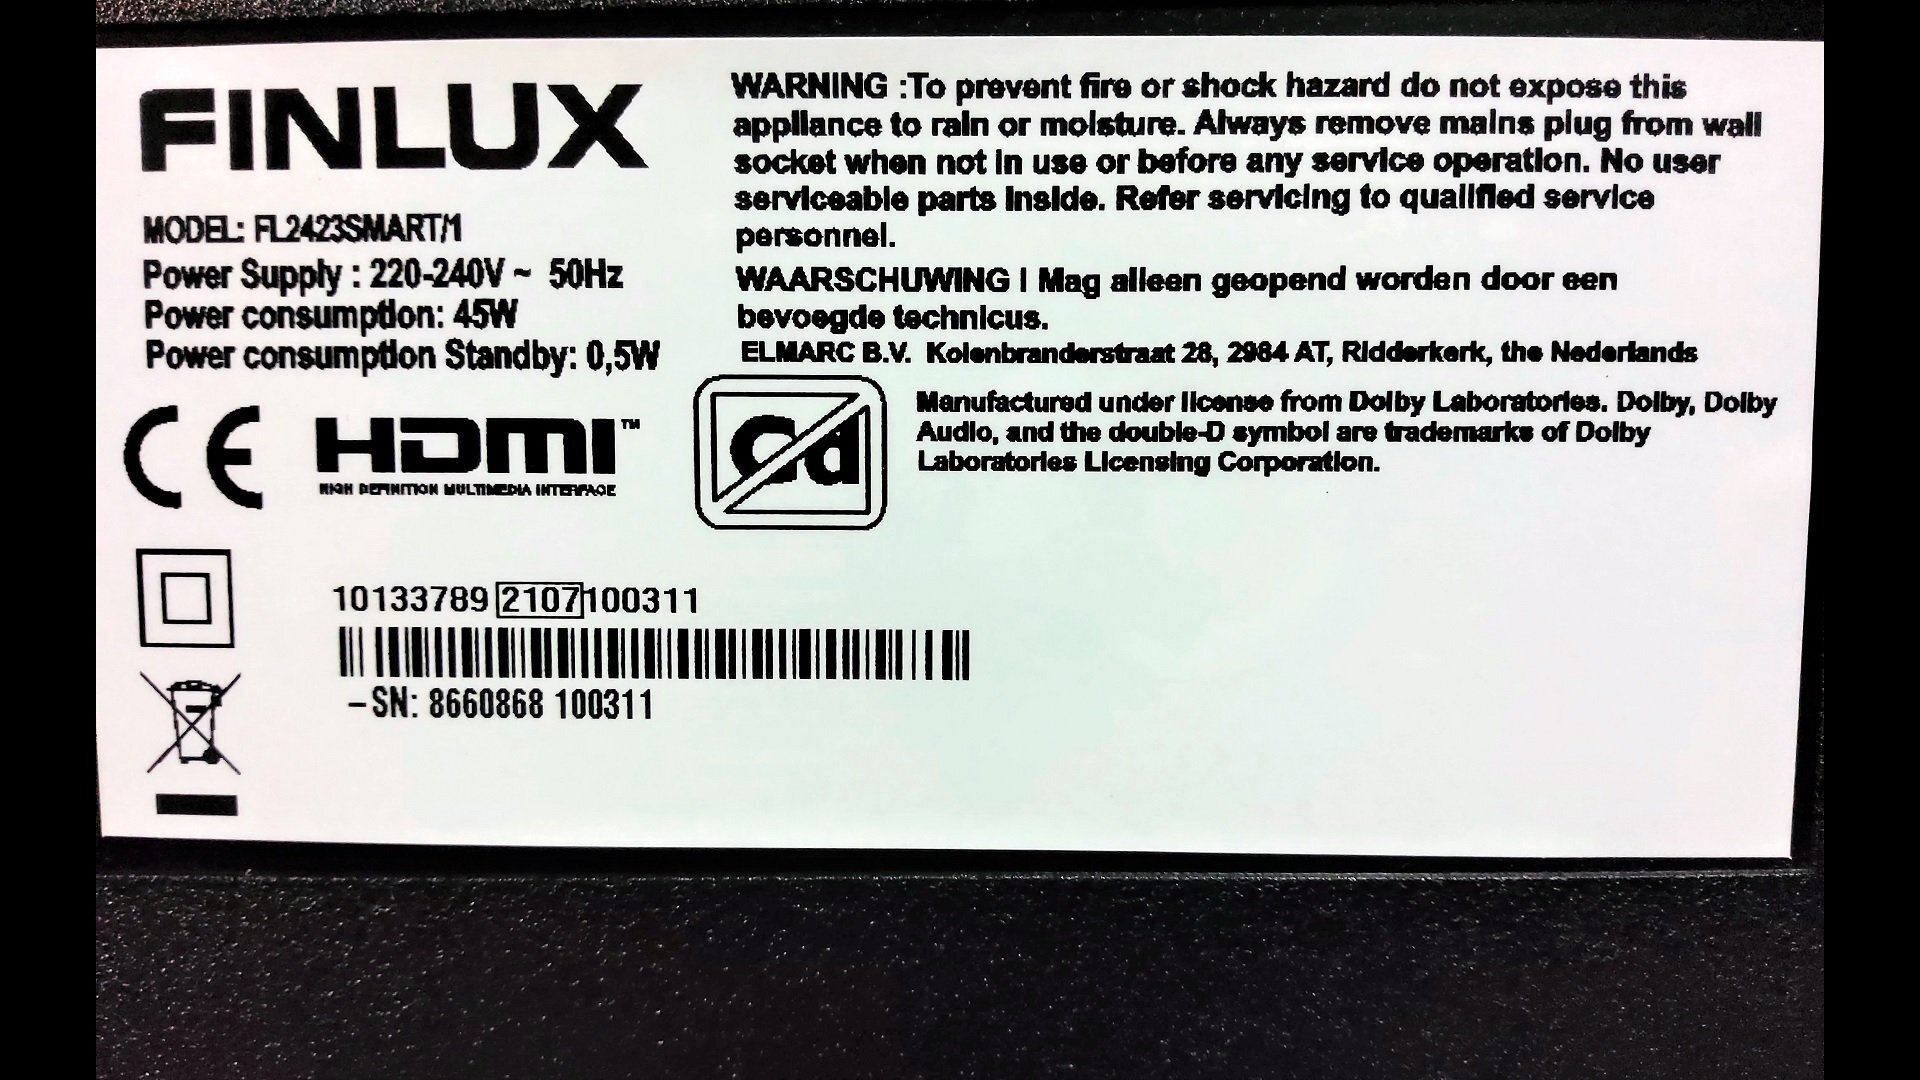 FINLUX
MODEL: FL2423SMART/1
Power Supply : 220-240V ~ 50Hz
Power consumption: 45W
Power consumption Standby: 0,5W
CE HDMI™
HIGH DEFINITION MULTIMEDIA INTERFACE
WARNING :To prevent fire or shock hazard do not expose this
appliance to rain or moisture. Always remove mains plug from wall
socket when not in use or before any service operation. No user
serviceable parts inside. Refer servicing to qualified service
personnel.
WAARSCHUWING ! Mag alleen geopend worden door een
bevoegde technicus.
ELMARC B.V. Kolenbranderstraat 28, 2984 AT, Ridderkerk, the Nederlands
Cd
Manufactured under license from Dolby Laboratories. Dolby, Dolby
Audio, and the double-D symbol are trademarks of Dolby
Laboratories Licensing Corporation.
10133789 2107 100311
–SN: 8660868 100311